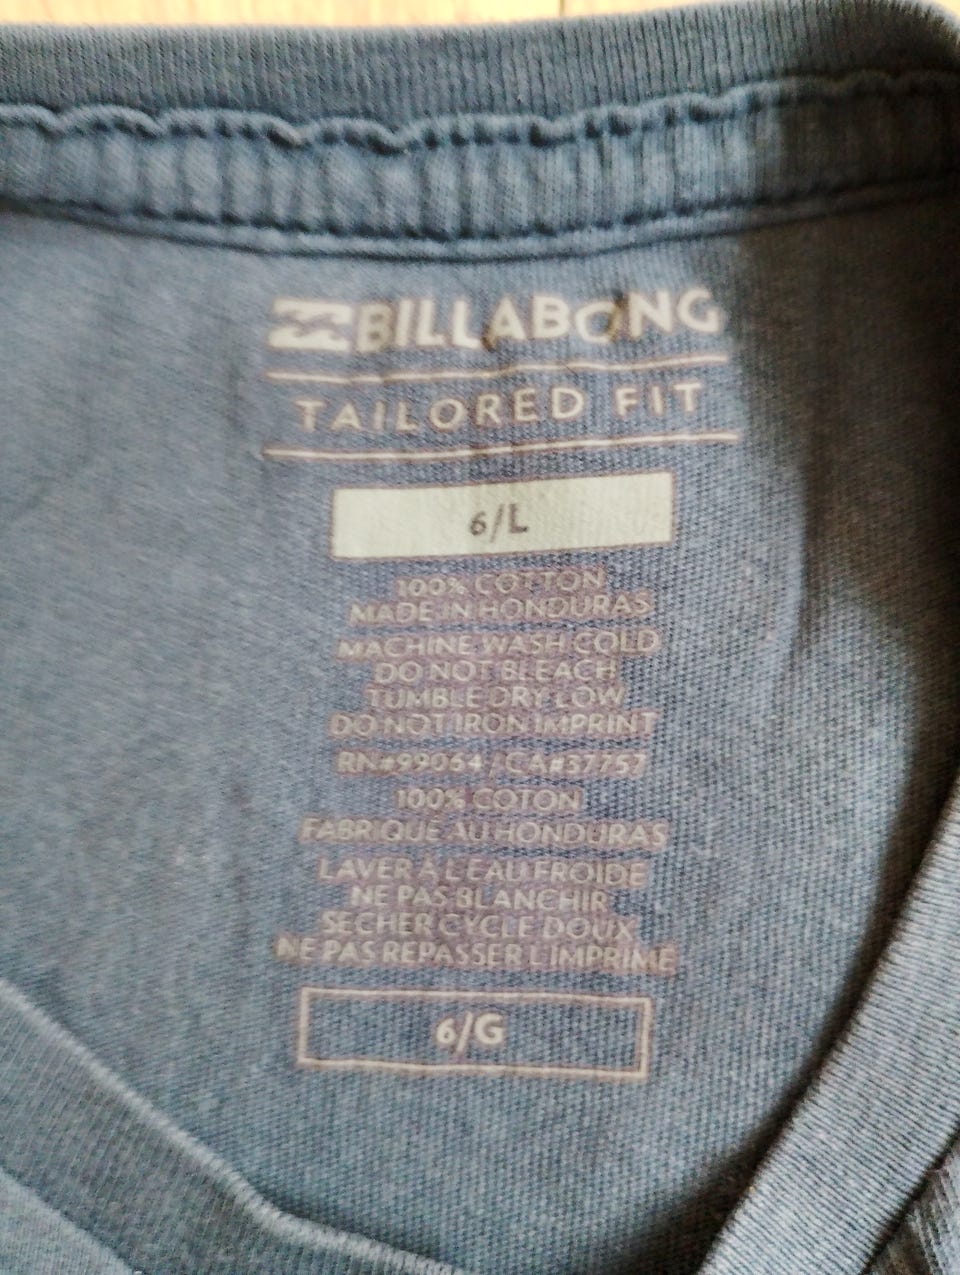 BILLABONG
TAILORED FIT
6/L
100% COTTON
MADE IN HONDURAS
MACHINE WASH COLD
DO NOT BLEACH
TUMBLE DRY LOW
DO NOT IRON IMPRINT
RN#99064 / CA#37757
100% COTON
FABRIQUÉ AU HONDURAS
LAVER À L'EAU FROIDE
NE PAS BLANCHIR
SECHER CYCLE DOUX
NE PAS REPASSER L'IMPRIMÉ
6/G